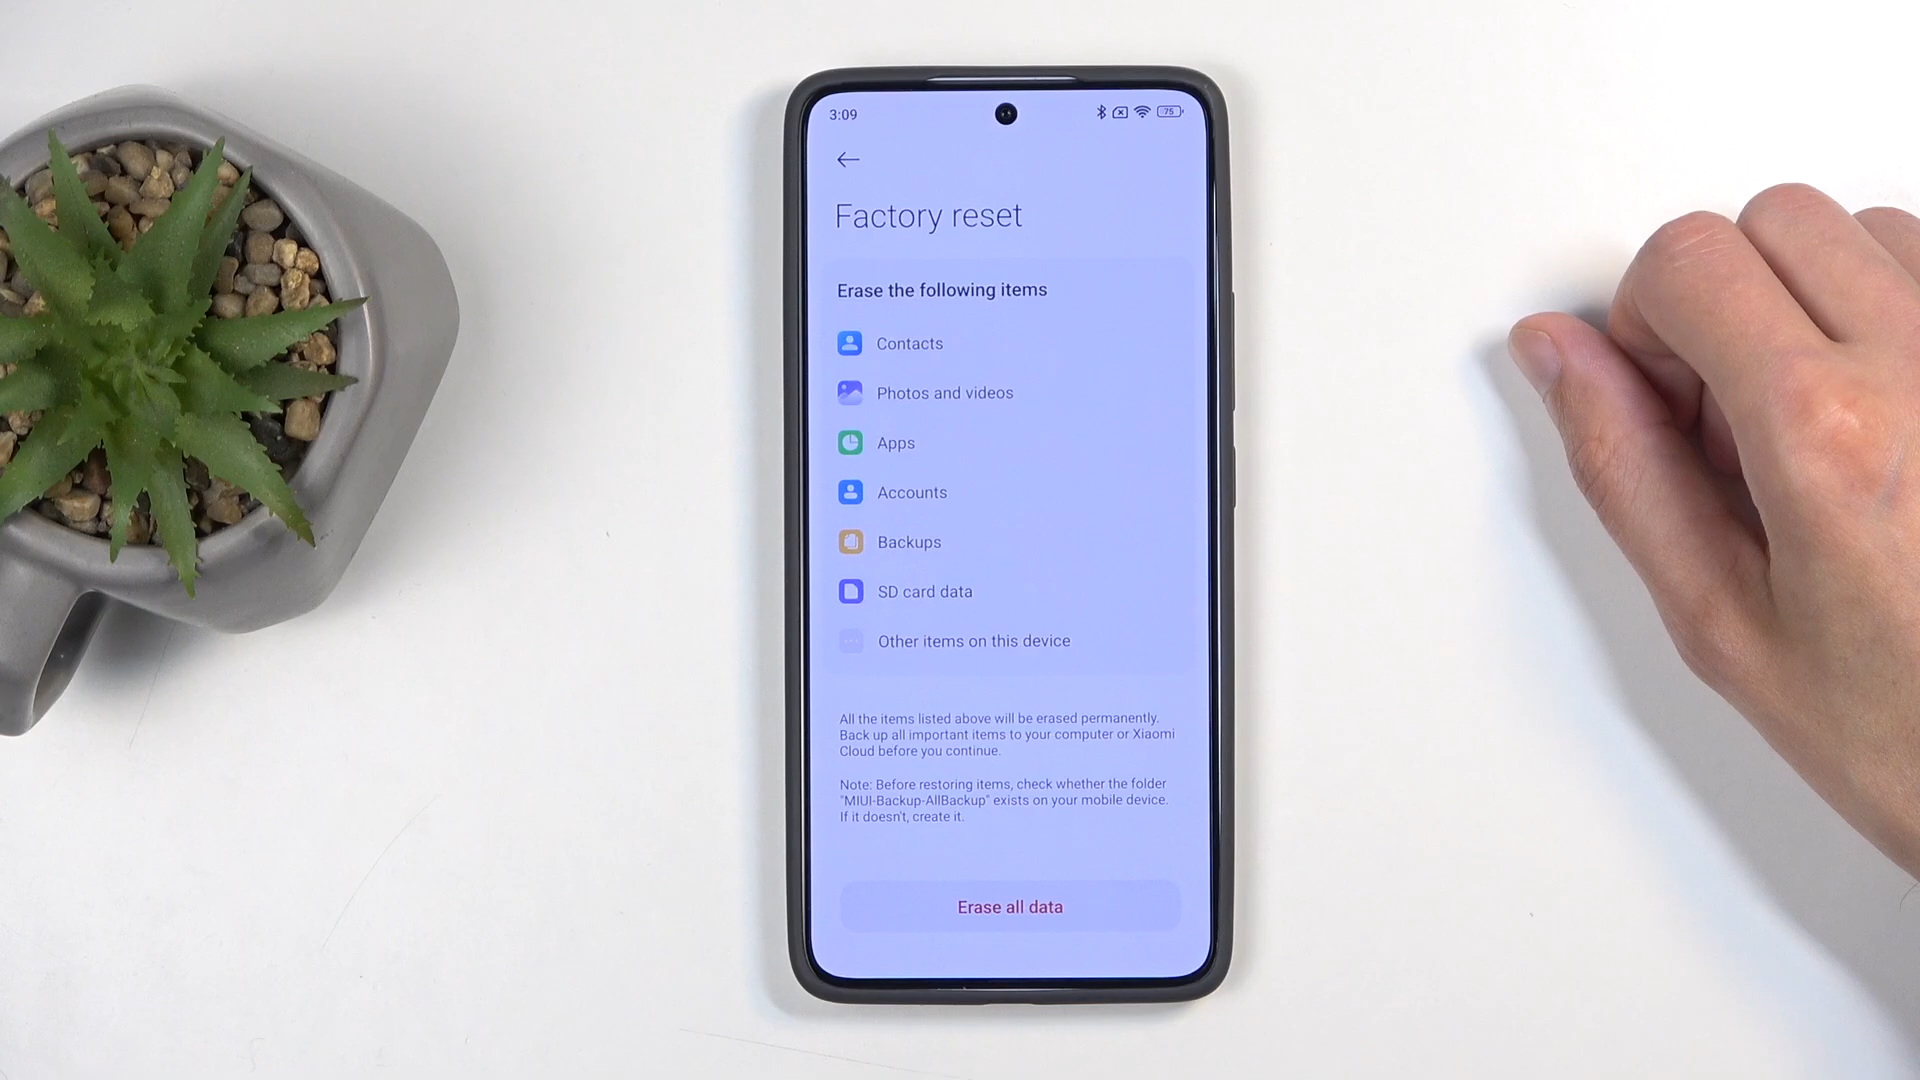 3:09
75
Factory reset
Erase the following items
Contacts
Photos and videos
Apps
Accounts
Backups
SD card data
Other items on this device
All the items listed above will be erased permanently.
Back up all important items to your computer or Xiaomi
Cloud before you continue.
Note: Before restoring items, check whether the folder
"MIUI-Backup-AllBackup" exists on your mobile device.
If it doesn't, create it.
Erase all data